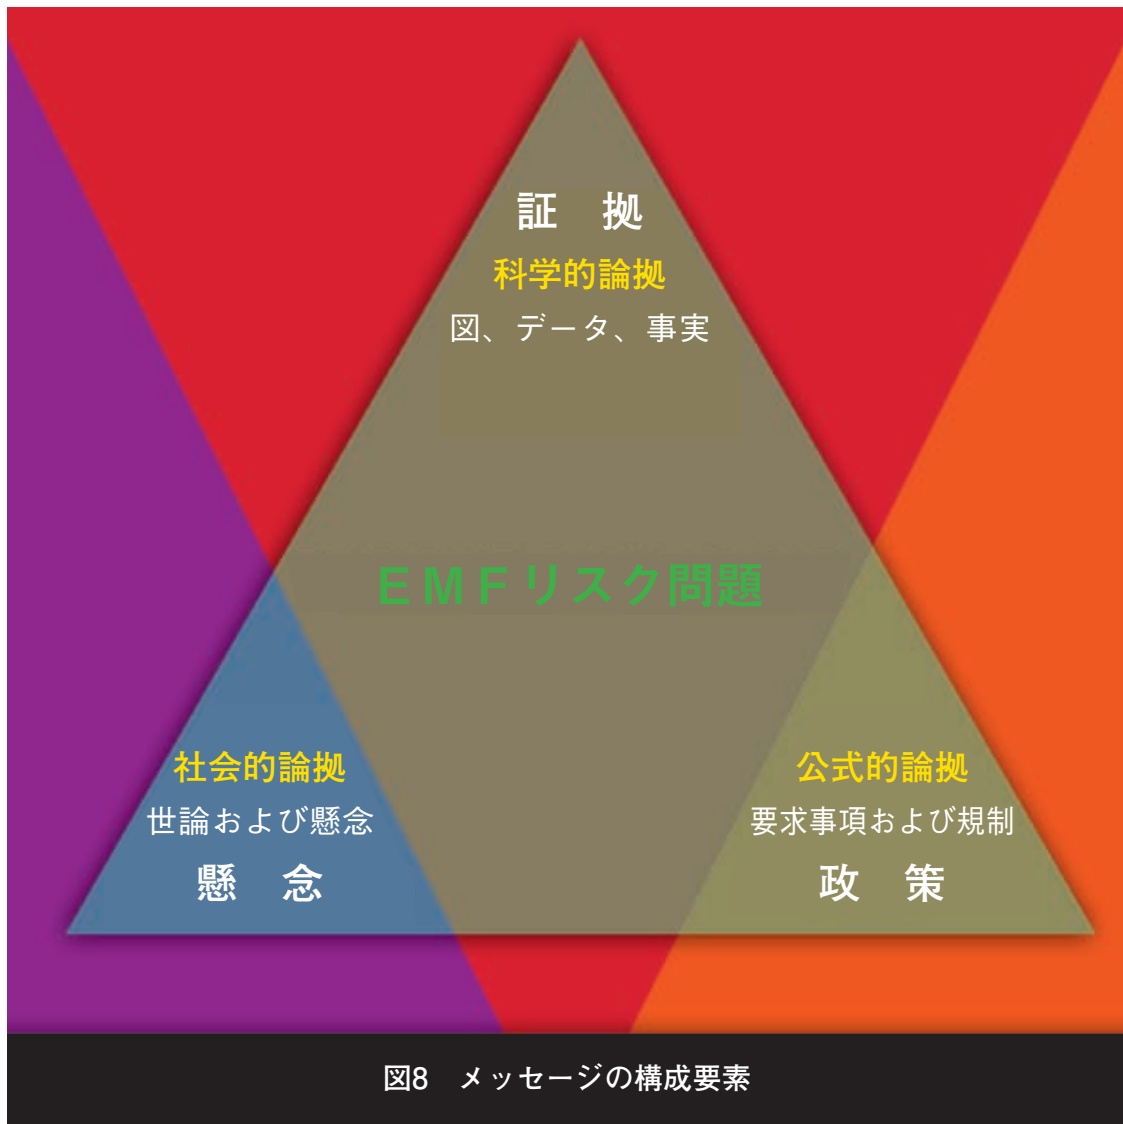 証　拠
科学的論拠
図、データ、事実
ＥＭＦリスク問題
社会的論拠
世論および懸念
懸　念
公式的論拠
要求事項および規制
政　策
図8　メッセージの構成要素